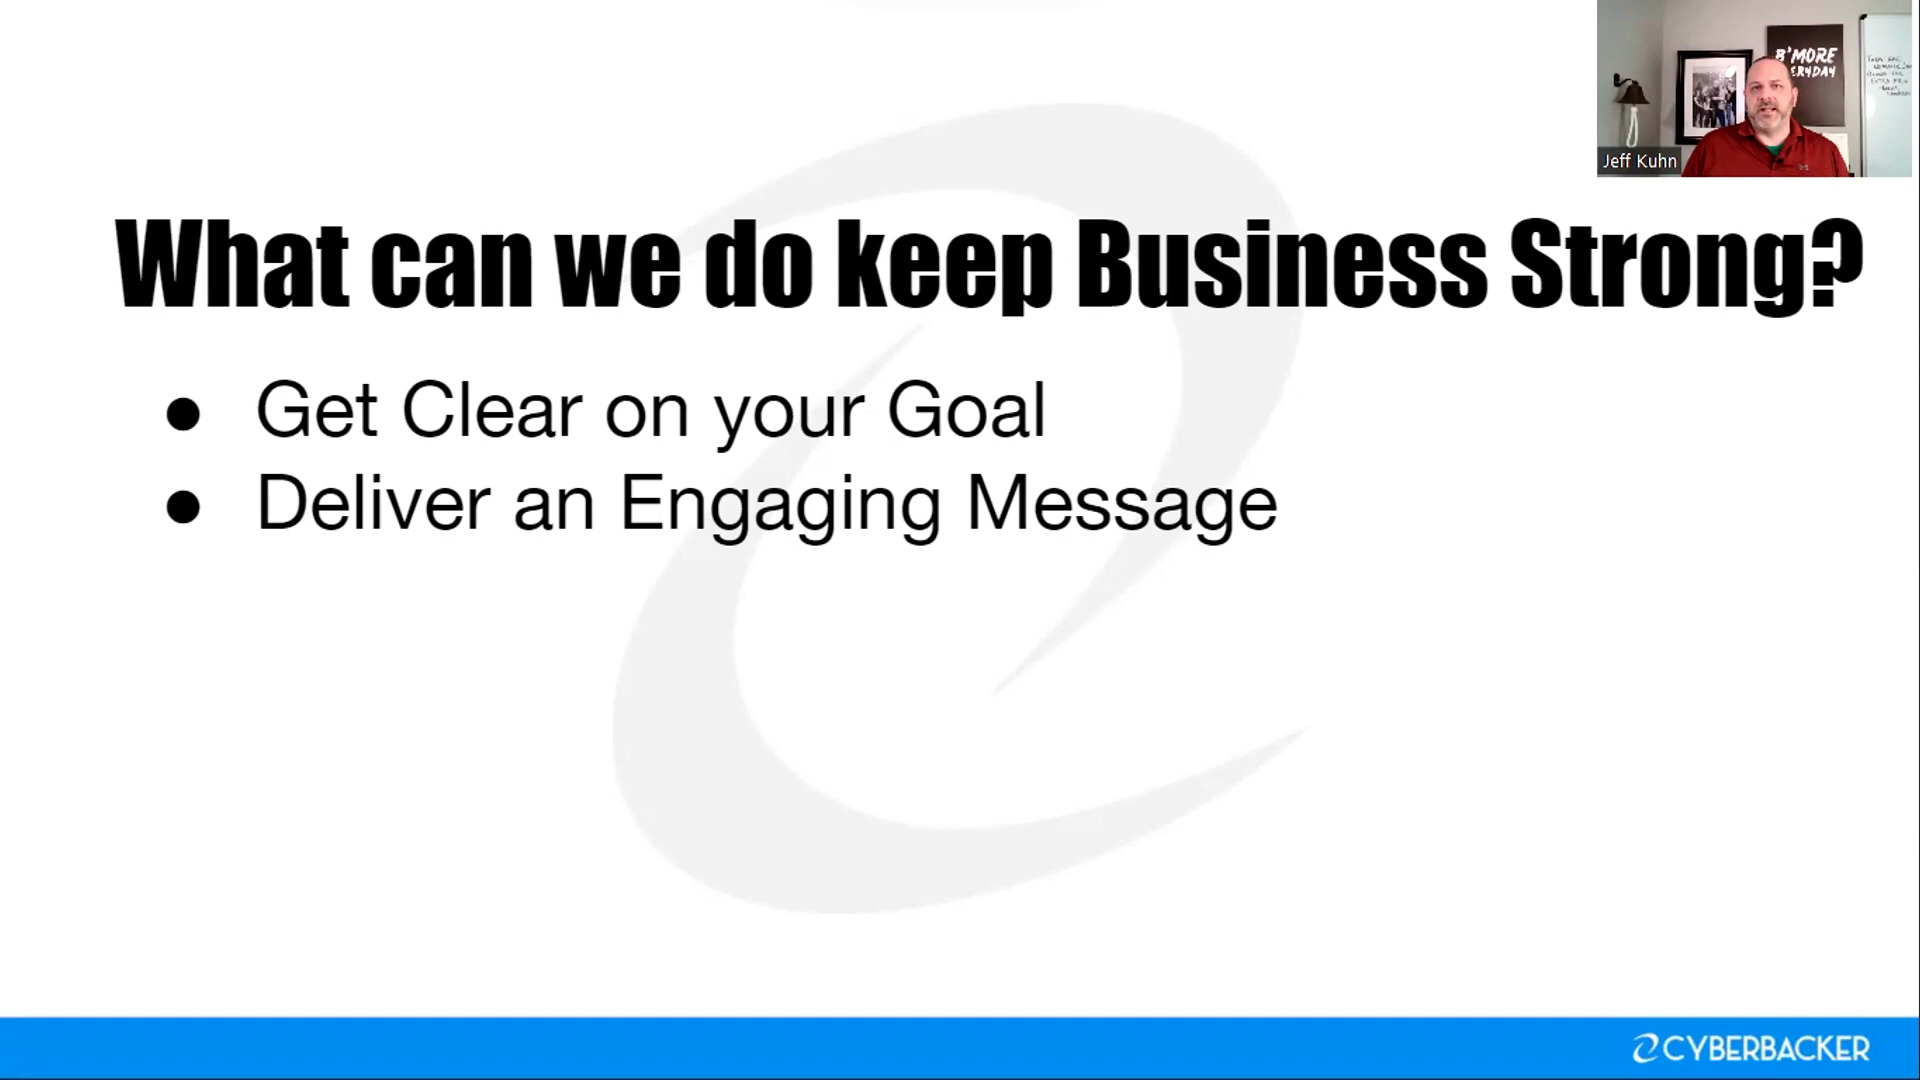 B'MORE
Jeff Kuhn
What can we do keep Business Strong?
● Get Clear on your Goal
● Deliver an Engaging Message
CYBERBACKER